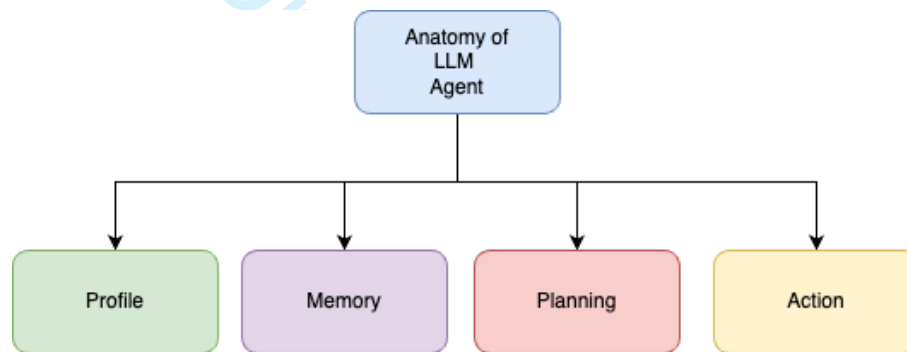 Anatomy of
LLM
Agent
Profile
Memory
Planning
Action